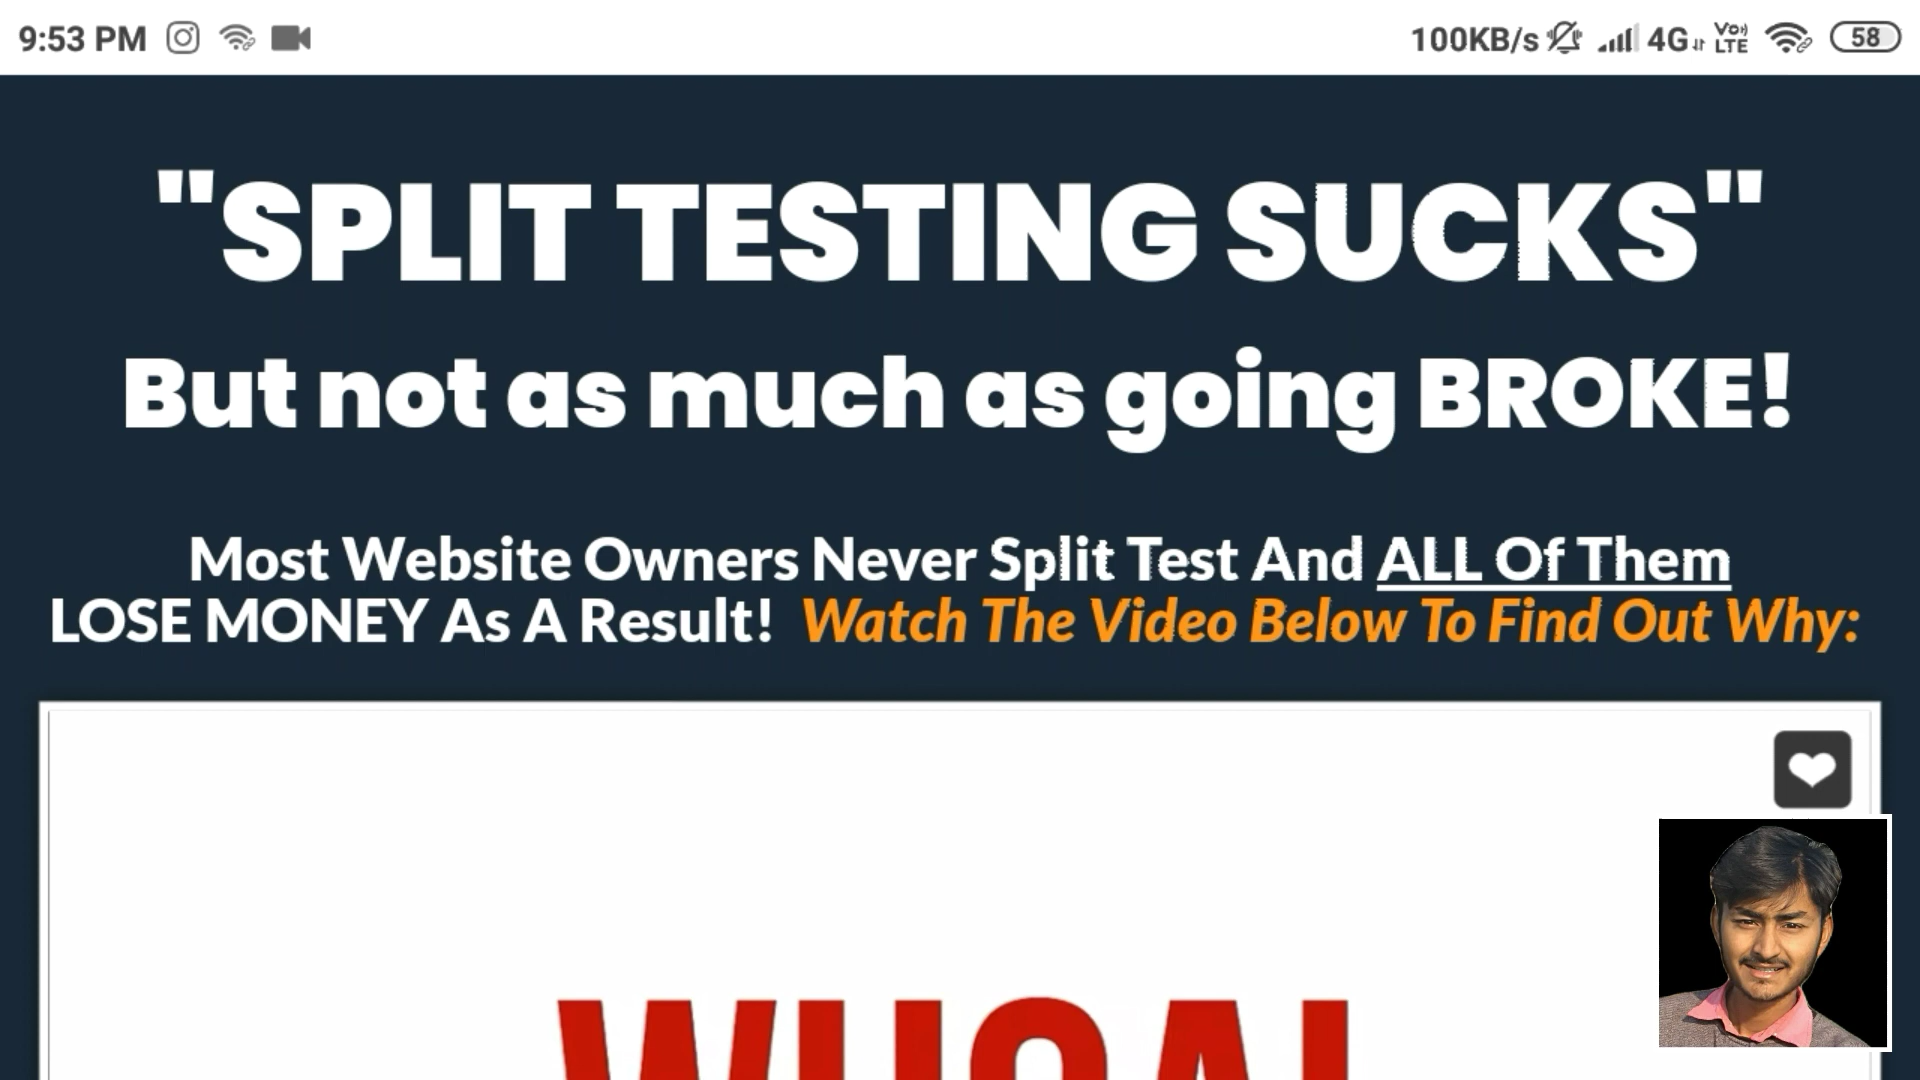 9:53 PM 100KB/s 4G VoLTE 58
"SPLIT TESTING SUCKS"
But not as much as going BROKE!
Most Website Owners Never Split Test And ALL Of Them
LOSE MONEY As A Result! Watch The Video Below To Find Out Why: